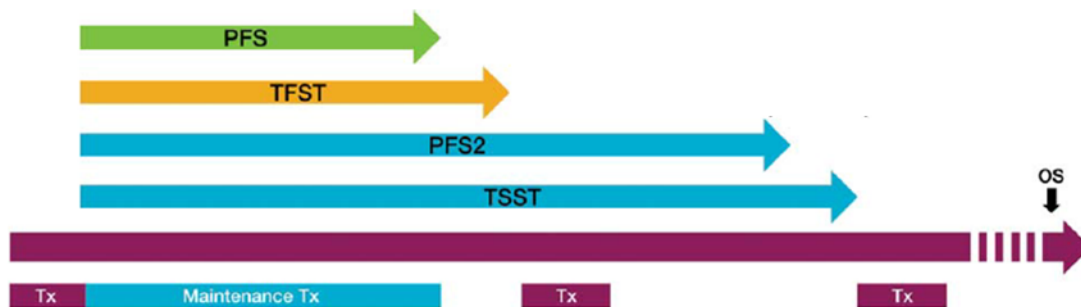 PFS
TFST
PFS2
TSST
OS
Tx Maintenance Tx Tx Tx